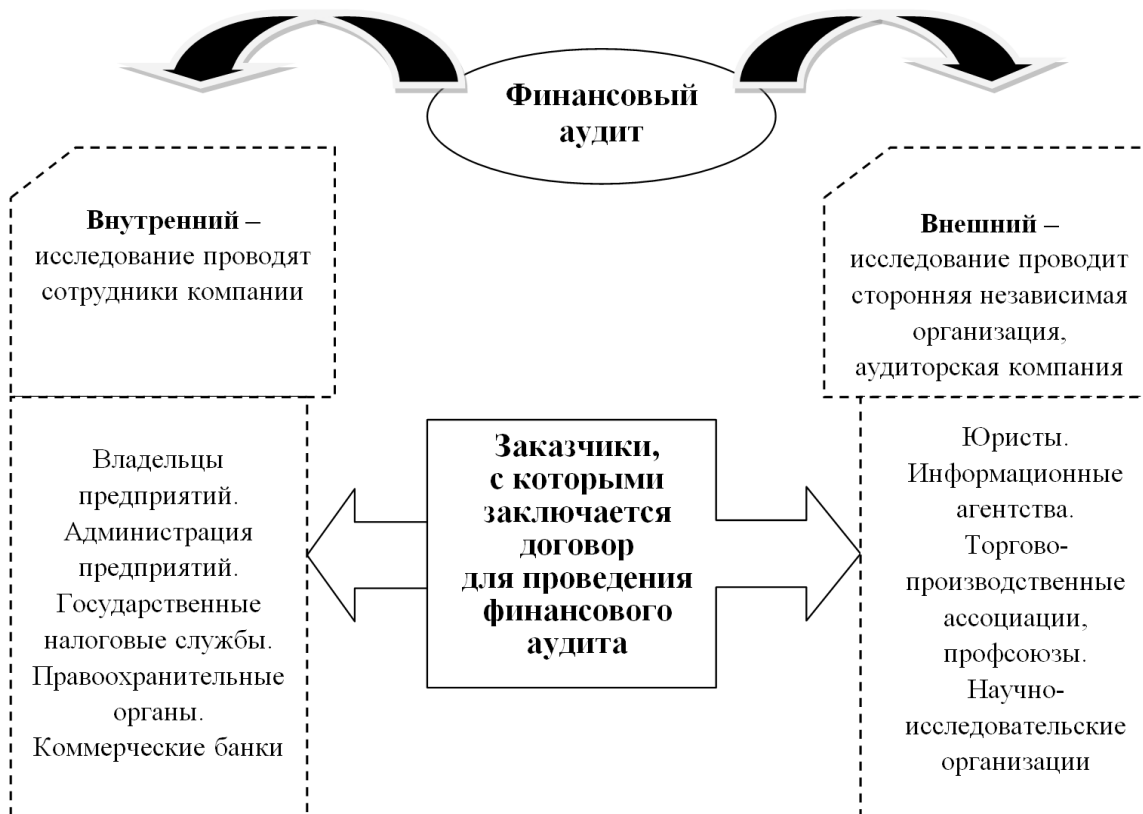 Финансовый
аудит
Внутренний –
исследование проводят
сотрудники компании
Внешний –
исследование проводит
сторонняя независимая
организация,
аудиторская компания
Владельцы
предприятий.
Администрация
предприятий.
Государственные
налоговые службы.
Правоохранительные
органы.
Коммерческие банки
Заказчики,
с которыми
заключается
договор
для проведения
финансового
аудита
Юристы.
Информационные
агентства.
Торгово-
производственные
ассоциации,
профсоюзы.
Научно-
исследовательские
организации